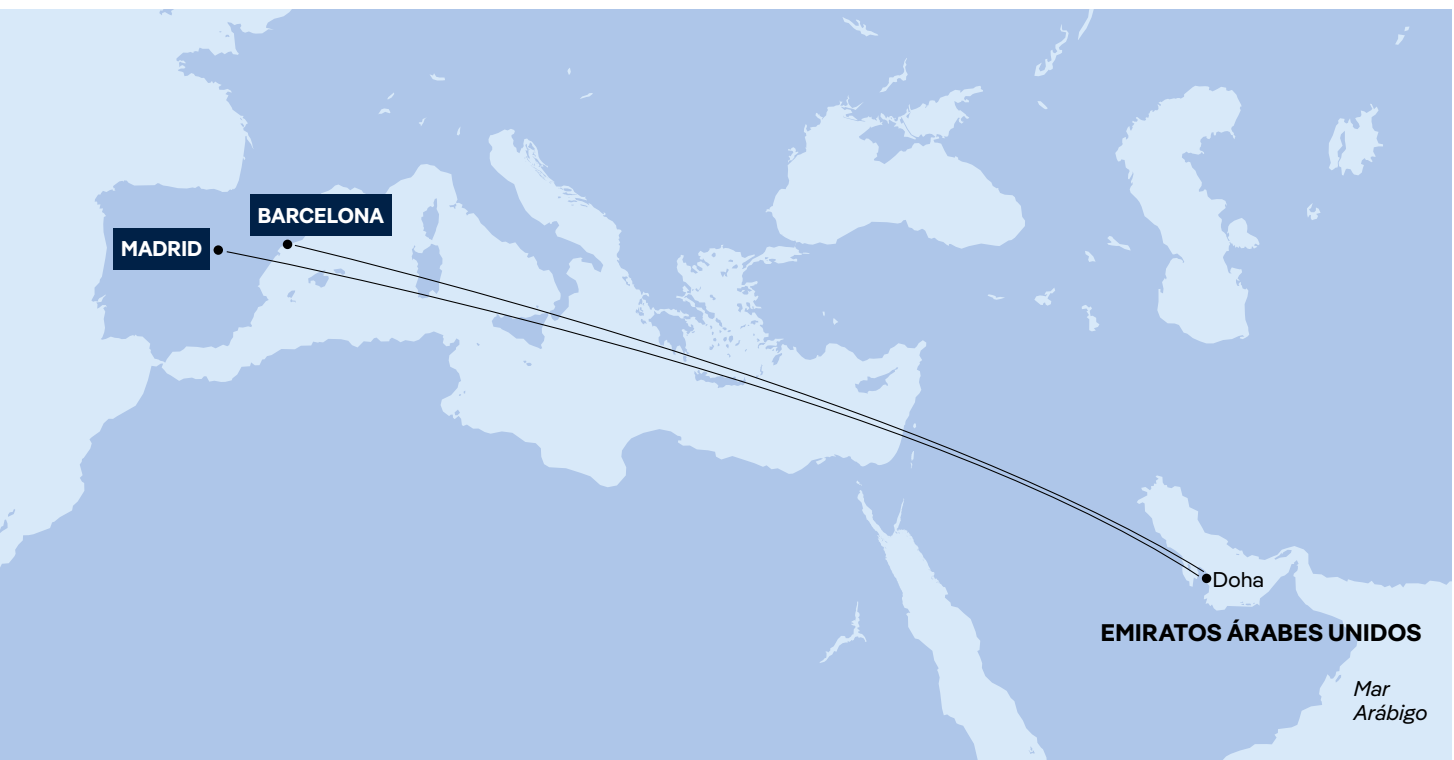 BARCELONA
MADRID
Doha
EMIRATOS ÁRABES UNIDOS
Mar
Arábigo